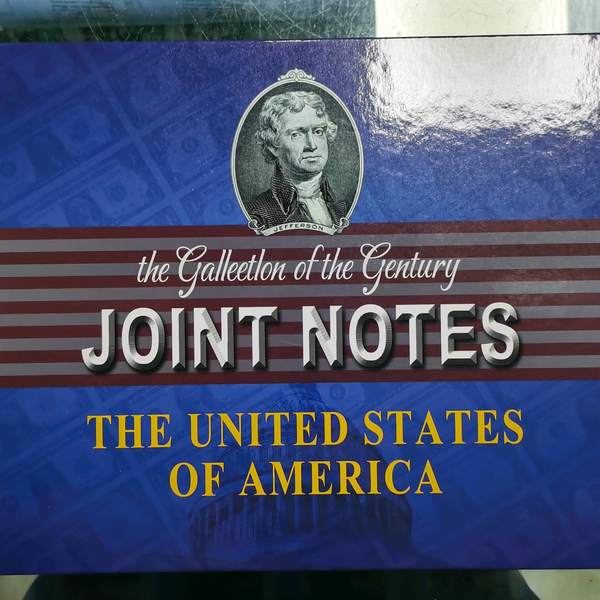 JEFFERSON
the Galleetlon of the Gentury
JOINT NOTES
THE UNITED STATES
OF AMERICA